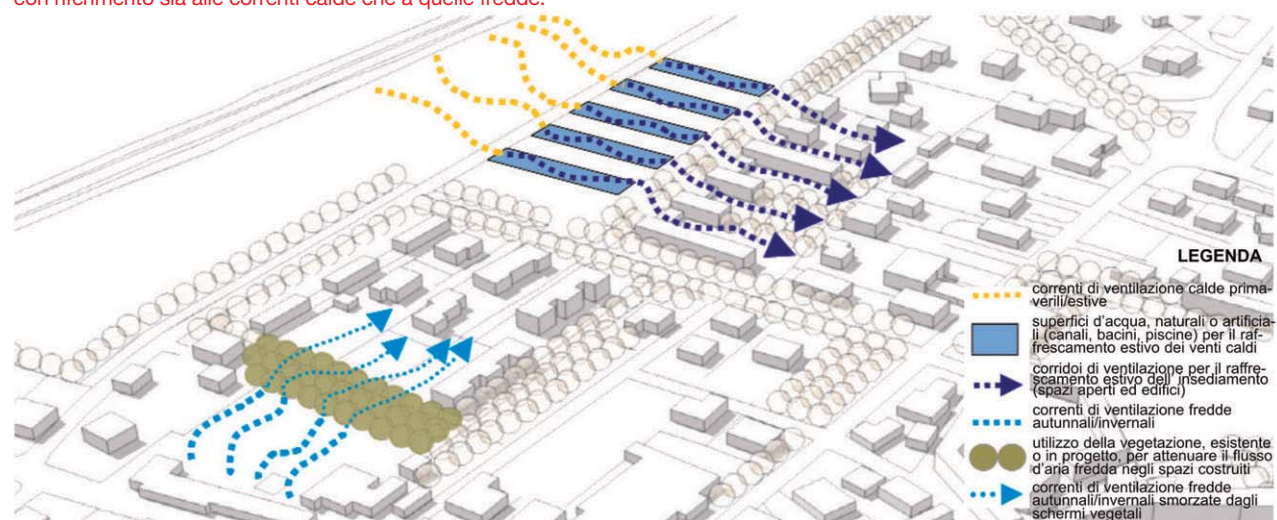 con riferimento sia alle correnti calde che a quelle fredde.
LEGENDA
correnti di ventilazione calde prima-
verili/estive
superfici d'acqua, naturali o artificia-
li (canali, bacini, piscine) per il raf-
frescamento estivo dei venti caldi
corridoi di ventilazione per il raffre-
scamento estivo dell' insediamento
(spazi aperti ed edifici)
correnti di ventilazione fredde
autunnali/invernali
utilizzo della vegetazione, esistente
o in progetto, per attenuare il flusso
d'aria fredda negli spazi costruiti
correnti di ventilazione fredde
autunnali/invernali smorzate dagli
schermi vegetali